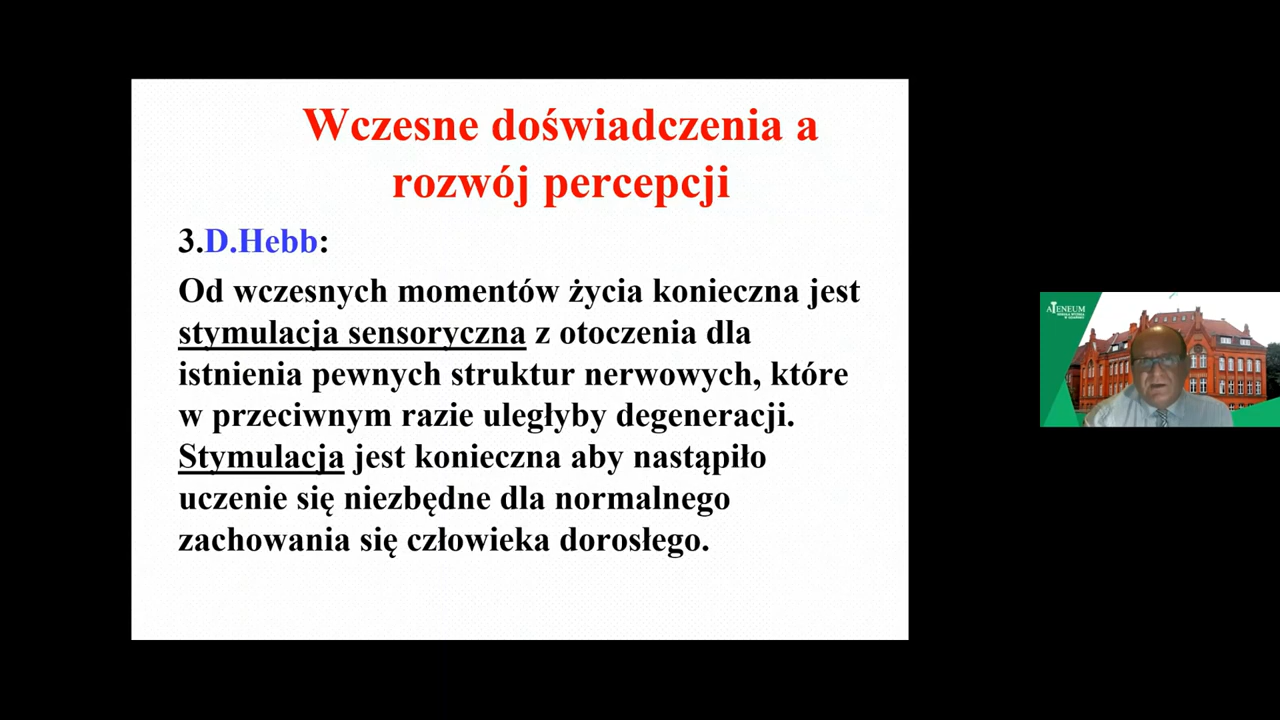 Wczesne doświadczenia a
rozwój percepcji
3.D.Hebb:
Od wczesnych momentów życia konieczna jest
stymulacja sensoryczna z otoczenia dla
istnienia pewnych struktur nerwowych, które
w przeciwnym razie uległyby degeneracji.
Stymulacja jest konieczna aby nastąpiło
uczenie się niezbędne dla normalnego
zachowania się człowieka dorosłego.
ATENEUM